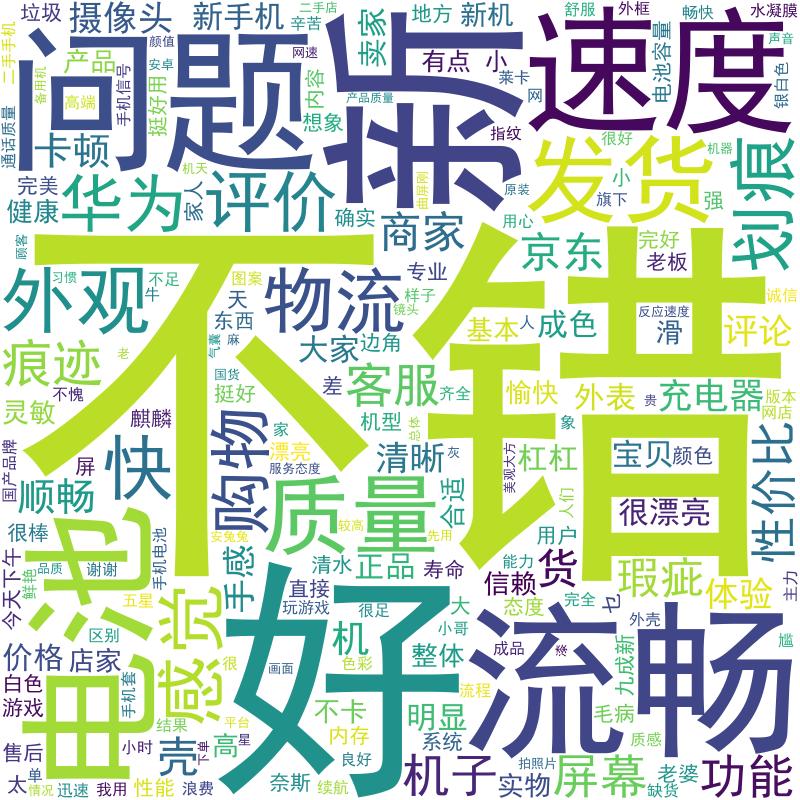 垃圾
摄像头
新手机
二手店
辛苦
卖家
地方
新机
舒服
外框
畅快
水凝膜
二手手机
备用机
产品
手机信号
颜值
安卓
挺好用
网速
内容
有点
小
莱卡
网
电池容量
银白色
声音
问题
亲
速度
通话质量
高端
卡顿
产品质量
想象
指纹
发货
很好
机器
划痕
完美
机天
曲屏刚
原装
小
强
健康
华为
家人
评价
确实
商家
用心
旗下
京东
完好
老板
顾客
不错
外观
习惯
牛
不足
图案
天
物流
专业
样子
镜头
基本
人
成色
反应速度
滑
诚信
评论
东西
气囊
麻
大家
边角
痕迹
老
国货
挺好
差
客服
齐全
愉快
外表
贵
充电器
版本
网店
灵敏
不愧
麒麟
家
机型
总体
象
国产品牌
屏
快
购物
漂亮
服务态度
清晰
灰
美观大方
杠杠
人们
宝贝
颜色
性价比
顺畅
质量
合适
很漂亮
很棒
电池
安兔兔
较高
先用
用户
今天下午
鲜艳
品质
谢谢
手机电池
手感
清水
正品
寿命
信赖
能力
货
瑕疵
主力
五星
直接
玩游戏
很足
好
大
态度
完全
乜
体验
区别
感觉
机
小哥
流畅
外壳
尴
价格
店家
很
画面
色彩
整体
成品
九成新
白色
手机套
流程
游戏
结果
平台
不卡
明显
毛病
售后
小时
壳
下单
高
星
内存
良好
系统
质感
太
单
情况
迅速
我用
性能
浪费
奈斯
续航
机子
实物
拍照片
屏幕
老婆
缺货
功能